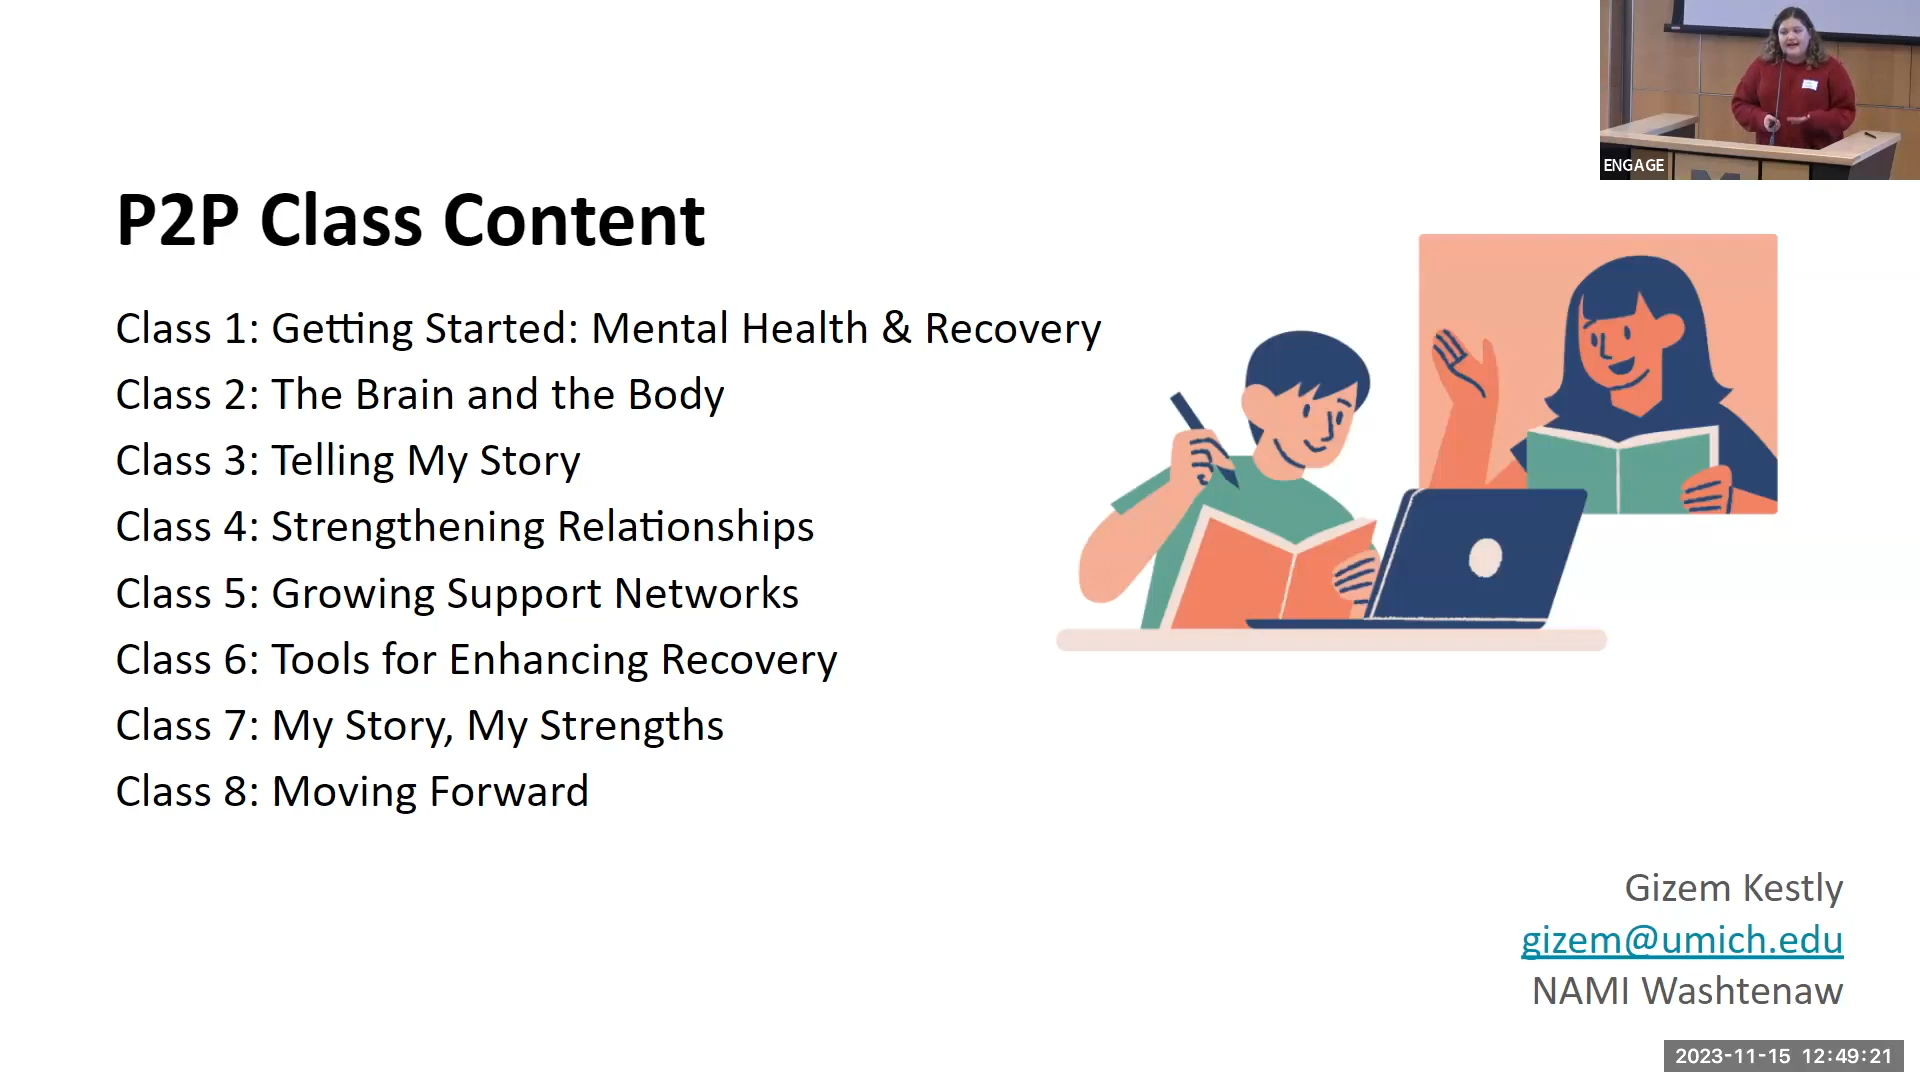 ENGAGE
P2P Class Content
Class 1: Getting Started: Mental Health & Recovery
Class 2: The Brain and the Body
Class 3: Telling My Story
Class 4: Strengthening Relationships
Class 5: Growing Support Networks
Class 6: Tools for Enhancing Recovery
Class 7: My Story, My Strengths
Class 8: Moving Forward
Gizem Kestly
gizem@umich.edu
NAMI Washtenaw
2023-11-15 12:49:21